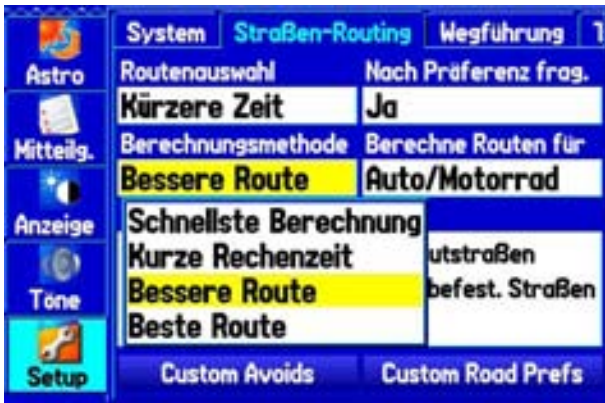 System Straßen-Routing Wegführung T
Astro
Routenauswahl Nach Präferenz frag.
Kürzere Zeit Ja
Mitteilg.
Berechnungsmethode Berechne Routen für
Bessere Route Auto/Motorrad
Anzeige
Schnellste Berechnung
Kurze Rechenzeit utstraßen
Bessere Route befest. Straßen
Töne
Beste Route
Setup
Custom Avoids Custom Road Prefs